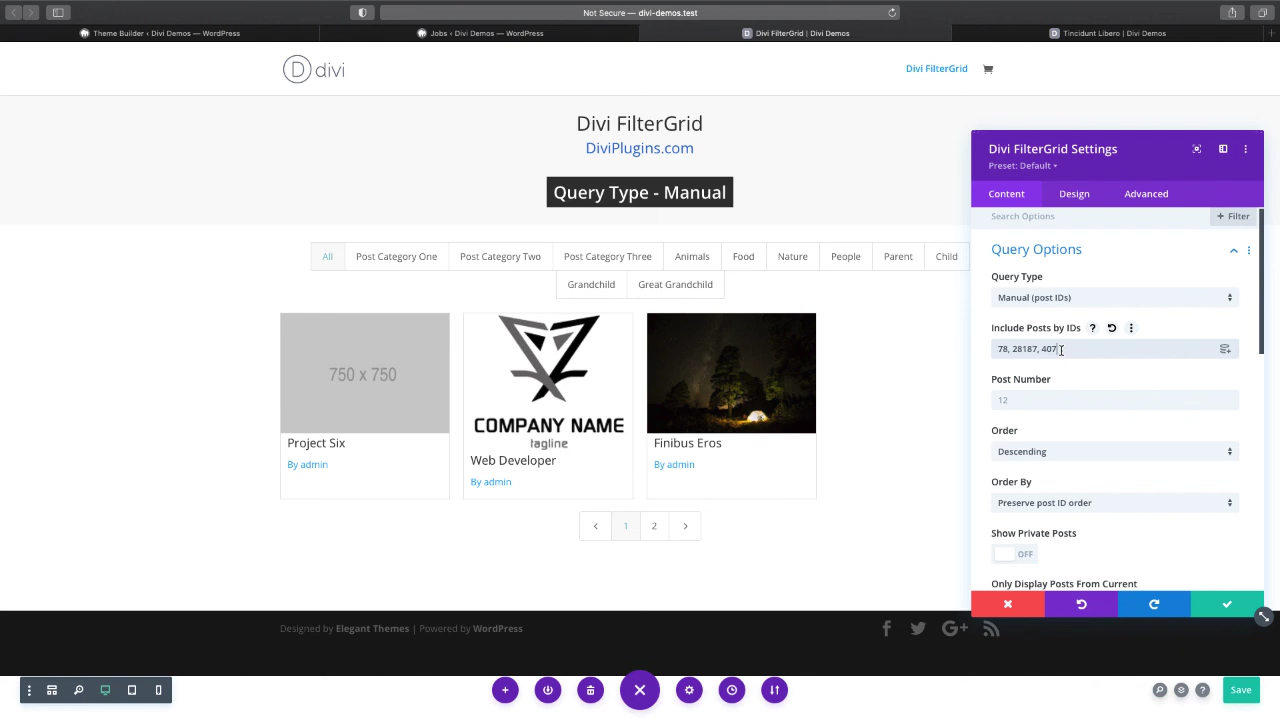 Not Secure — divi-demos.test
Theme Builder ‹ Divi Demos — WordPress
Jobs ‹ Divi Demos — WordPress
Divi FilterGrid | Divi Demos
Tincidunt Libero | Divi Demos
D divi
Divi FilterGrid
Divi FilterGrid
DiviPlugins.com
Query Type - Manual
All
Post Category One
Post Category Two
Post Category Three
Animals
Food
Nature
People
Parent
Child
Grandchild
Great Grandchild
750 x 750
COMPANY NAME
tagline
Project Six
By admin
Web Developer
By admin
Finibus Eros
By admin
1
2
Divi FilterGrid Settings
Preset: Default
Content
Design
Advanced
Search Options
+ Filter
Query Options
Query Type
Manual (post IDs)
Include Posts by IDs ?
78, 28187, 407
Post Number
12
Order
Descending
Order By
Preserve post ID order
Show Private Posts
OFF
Only Display Posts From Current
Designed by Elegant Themes | Powered by WordPress
Save